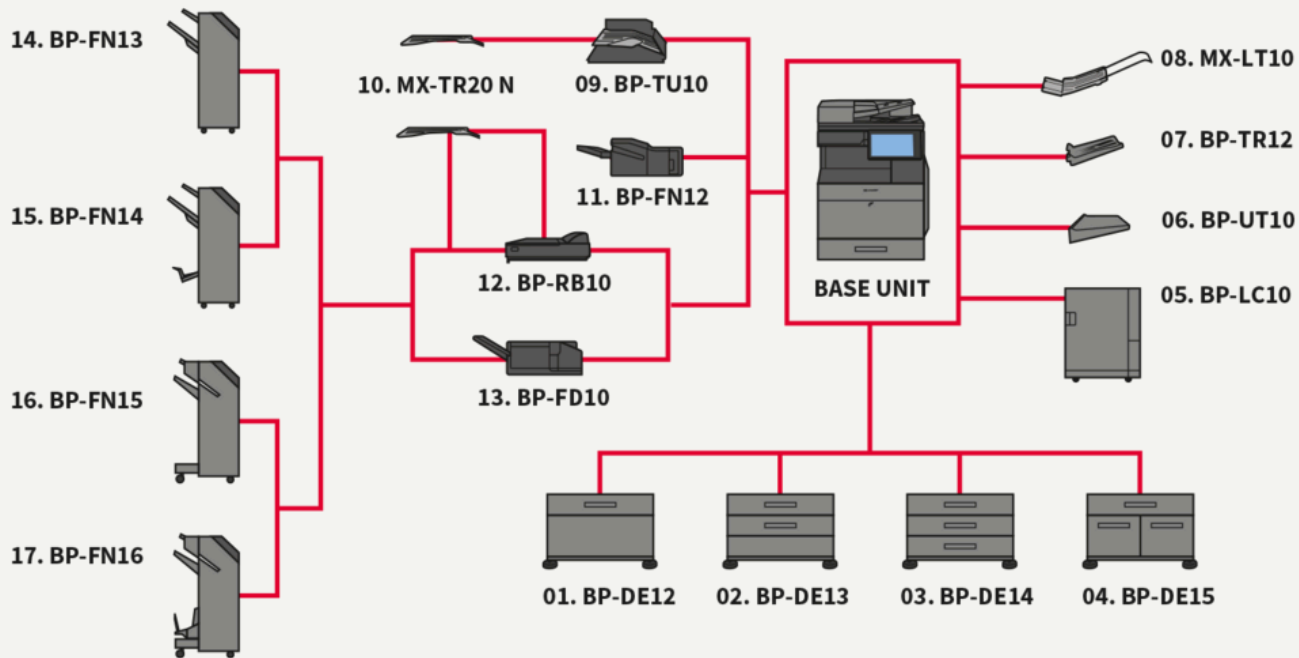 14. BP-FN13
10. MX-TR20 N
09. BP-TU10
08. MX-LT10
07. BP-TR12
15. BP-FN14
11. BP-FN12
06. BP-UT10
12. BP-RB10
BASE UNIT
05. BP-LC10
16. BP-FN15
13. BP-FD10
17. BP-FN16
01. BP-DE12
02. BP-DE13
03. BP-DE14
04. BP-DE15